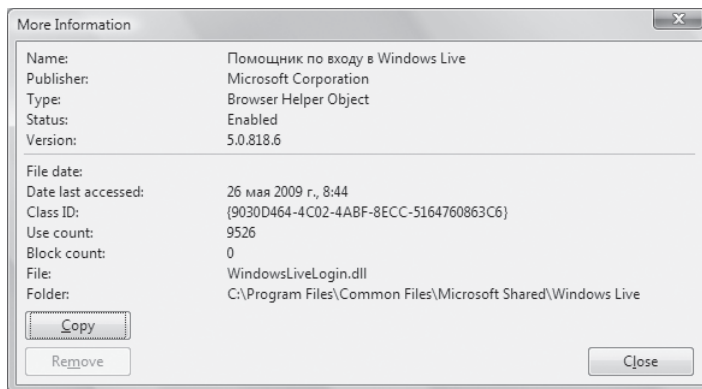 More Information
Name: Помощник по входу в Windows Live
Publisher: Microsoft Corporation
Type: Browser Helper Object
Status: Enabled
Version: 5.0.818.6
File date:
Date last accessed: 26 мая 2009 г., 8:44
Class ID: {9030D464-4C02-4ABF-8ECC-5164760863C6}
Use count: 9526
Block count: 0
File: WindowsLiveLogin.dll
Folder: C:\Program Files\Common Files\Microsoft Shared\Windows Live
Copy
Remove Close